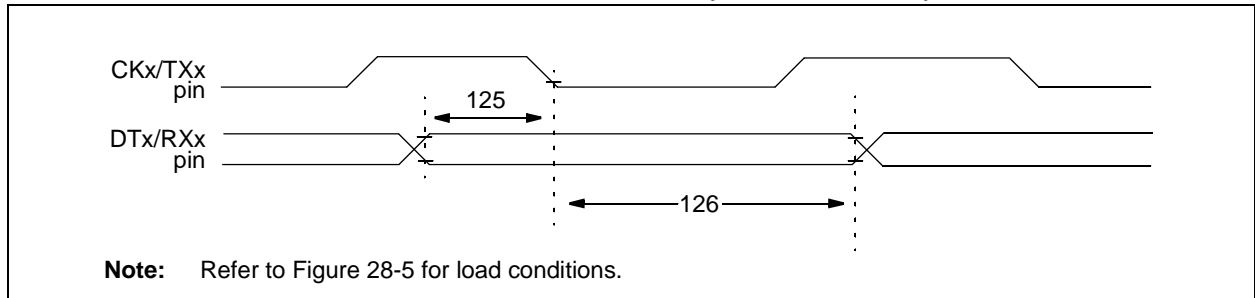 CKx/TXx
pin
125
DTx/RXx
pin
126
Note: Refer to Figure 28-5 for load conditions.